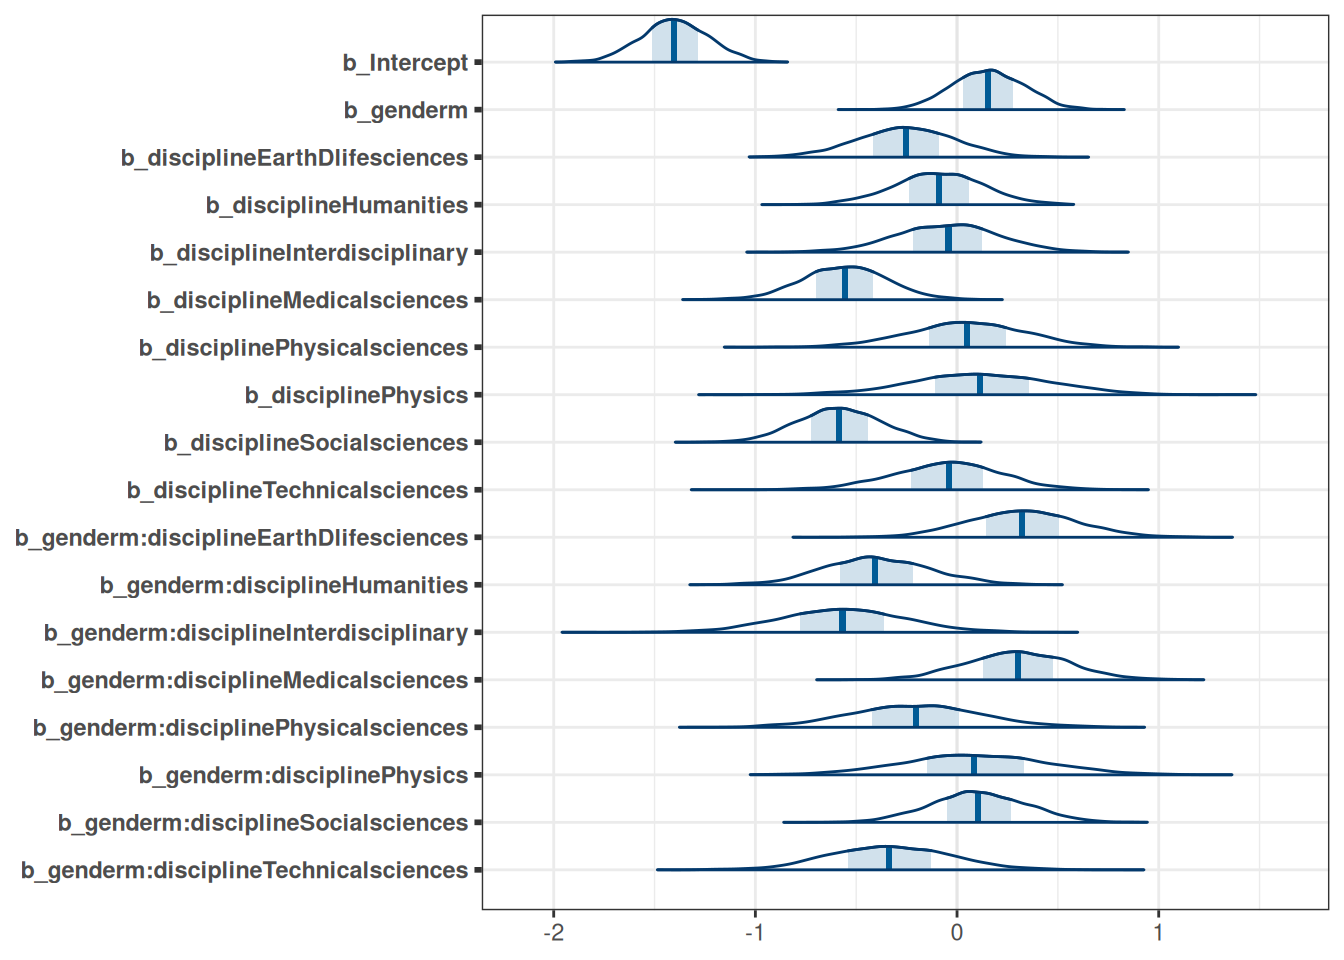 b_Intercept
b_genderm
b_disciplineEarthDlifesciences
b_disciplineHumanities
b_disciplineInterdisciplinary
b_disciplineMedicalsciences
b_disciplinePhysicalsciences
b_disciplinePhysics
b_disciplineSocialsciences
b_disciplineTechnicalsciences
b_genderm:disciplineEarthDlifesciences
b_genderm:disciplineHumanities
b_genderm:disciplineInterdisciplinary
b_genderm:disciplineMedicalsciences
b_genderm:disciplinePhysicalsciences
b_genderm:disciplinePhysics
b_genderm:disciplineSocialsciences
b_genderm:disciplineTechnicalsciences
-2 -1 0 1